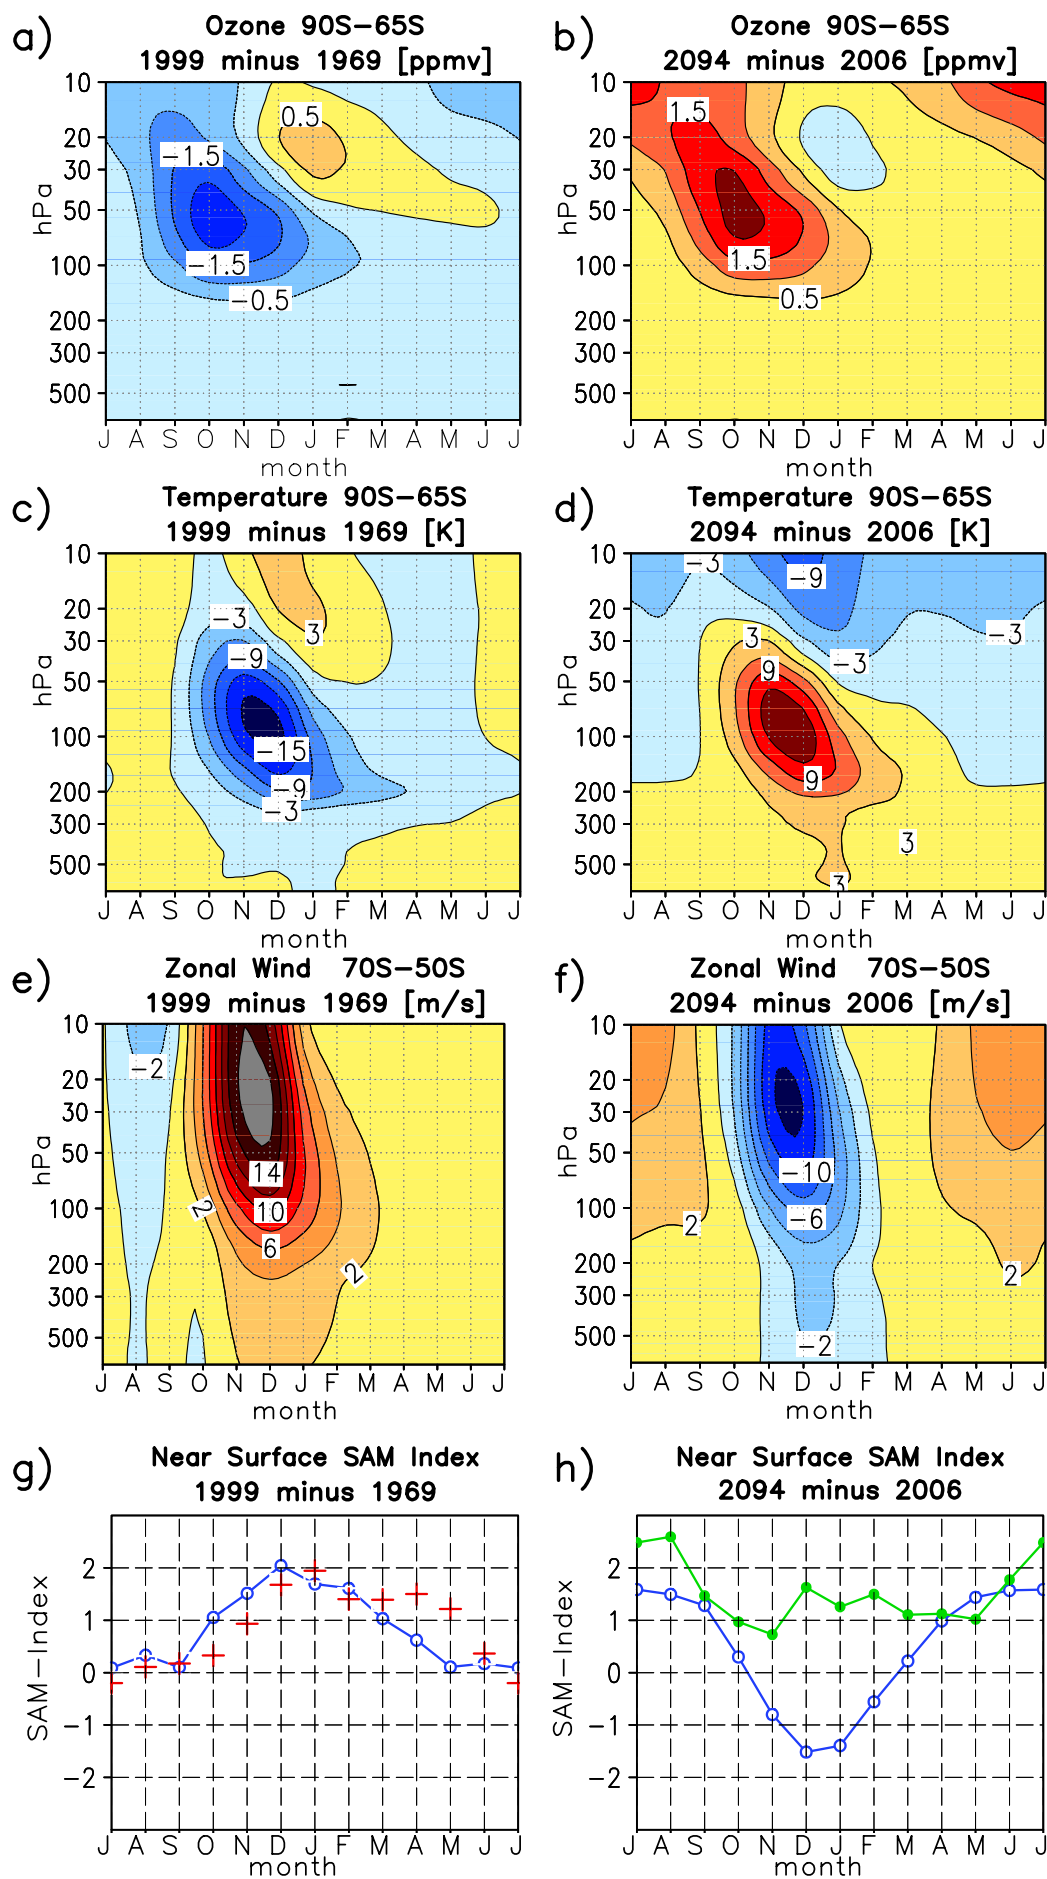 a)
Ozone 90S-65S
1999 minus 1969 [ppmv]
hPa
10
20
30
50
100
200
300
500
0.5
-1.5
-1.5
-0.5
J A S O N D J F M A M J J
month
b)
Ozone 90S-65S
2094 minus 2006 [ppmv]
hPa
10
20
30
50
100
200
300
500
1.5
1.5
0.5
J A S O N D J F M A M J J
month
c)
Temperature 90S-65S
1999 minus 1969 [K]
hPa
10
20
30
50
100
200
300
500
-3
3
-9
-15
-9
-3
J A S O N D J F M A M J J
month
d)
Temperature 90S-65S
2094 minus 2006 [K]
hPa
10
20
30
50
100
200
300
500
-3
-9
3
-3
-3
9
9
3
3
J A S O N D J F M A M J J
month
e)
Zonal Wind 70S-50S
1999 minus 1969 [m/s]
hPa
10
20
30
50
100
200
300
500
-2
14
2
10
6
2
J A S O N D J F M A M J J
month
f)
Zonal Wind 70S-50S
2094 minus 2006 [m/s]
hPa
10
20
30
50
100
200
300
500
-10
-6
2
2
-2
J A S O N D J F M A M J J
month
g)
Near Surface SAM Index
1999 minus 1969
SAM-Index
2
1
0
-1
-2
J A S O N D J F M A M J J
month
h)
Near Surface SAM Index
2094 minus 2006
SAM-Index
2
1
0
-1
-2
J A S O N D J F M A M J J
month